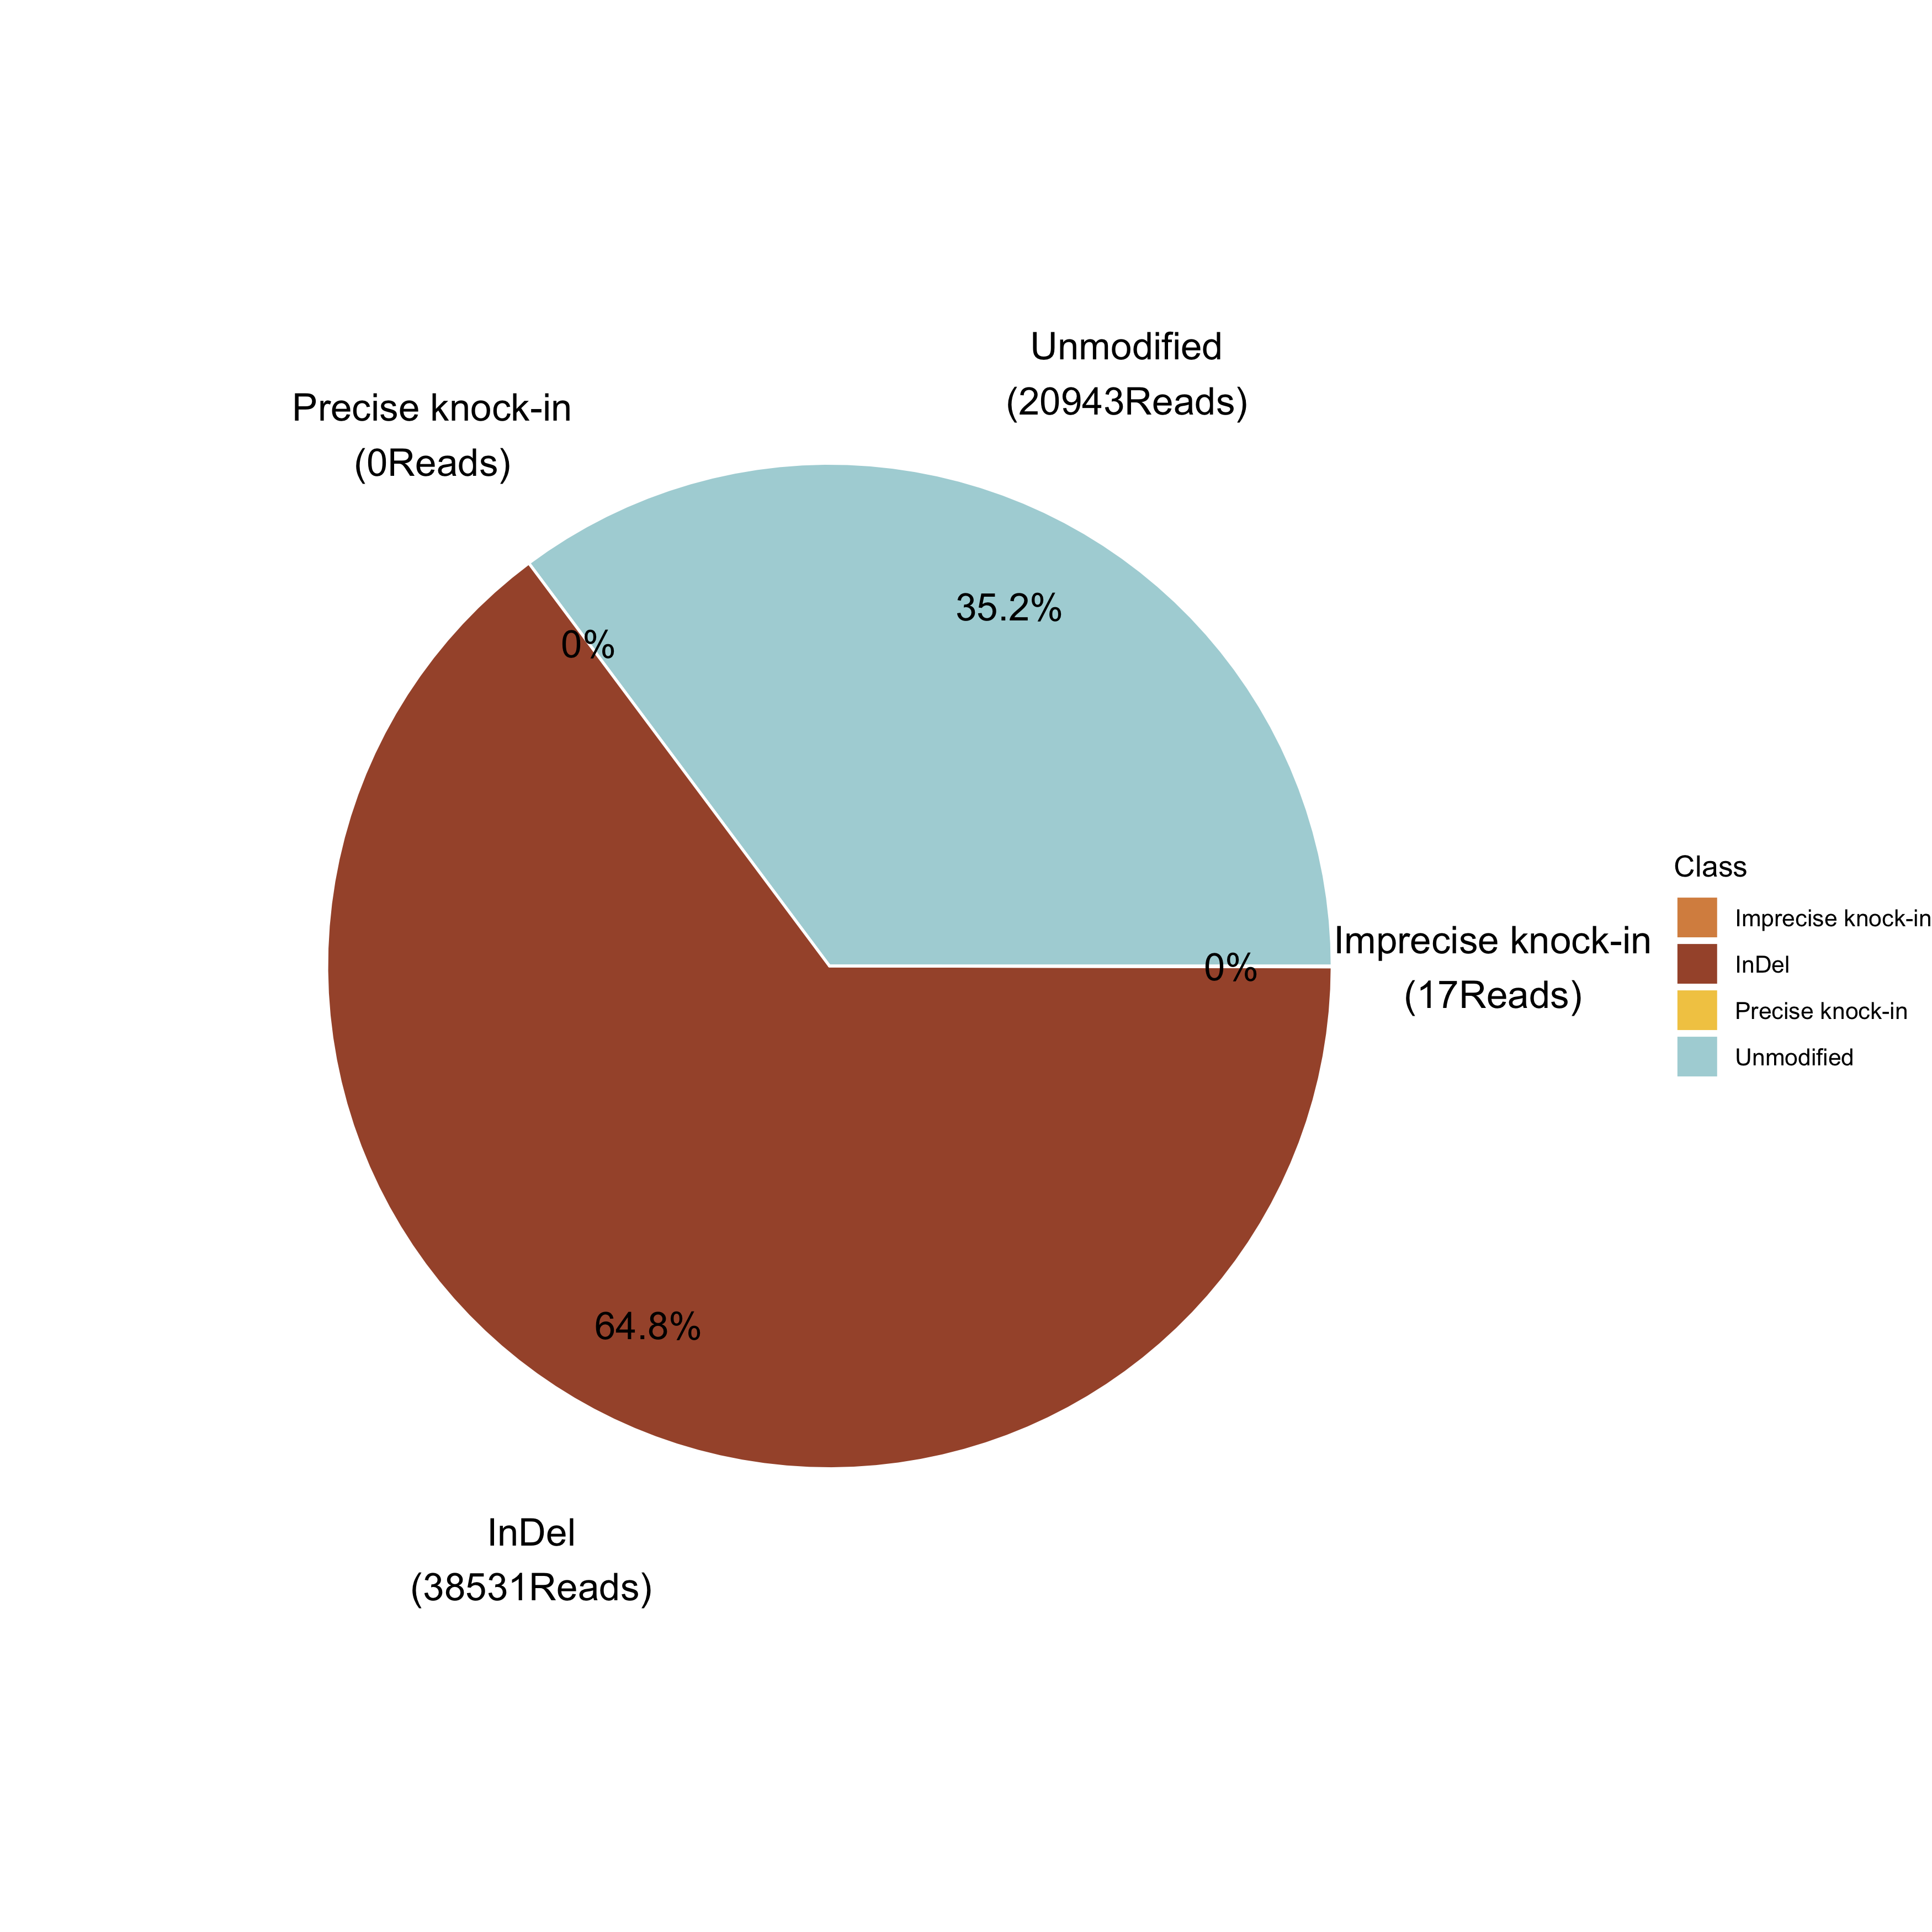 Unmodified
(20943Reads)
Precise knock-in
(0Reads)
35.2%
0%
Imprecise knock-in
(17Reads)
0%
64.8%
InDel
(38531Reads)
Class
Imprecise knock-in
InDel
Precise knock-in
Unmodified